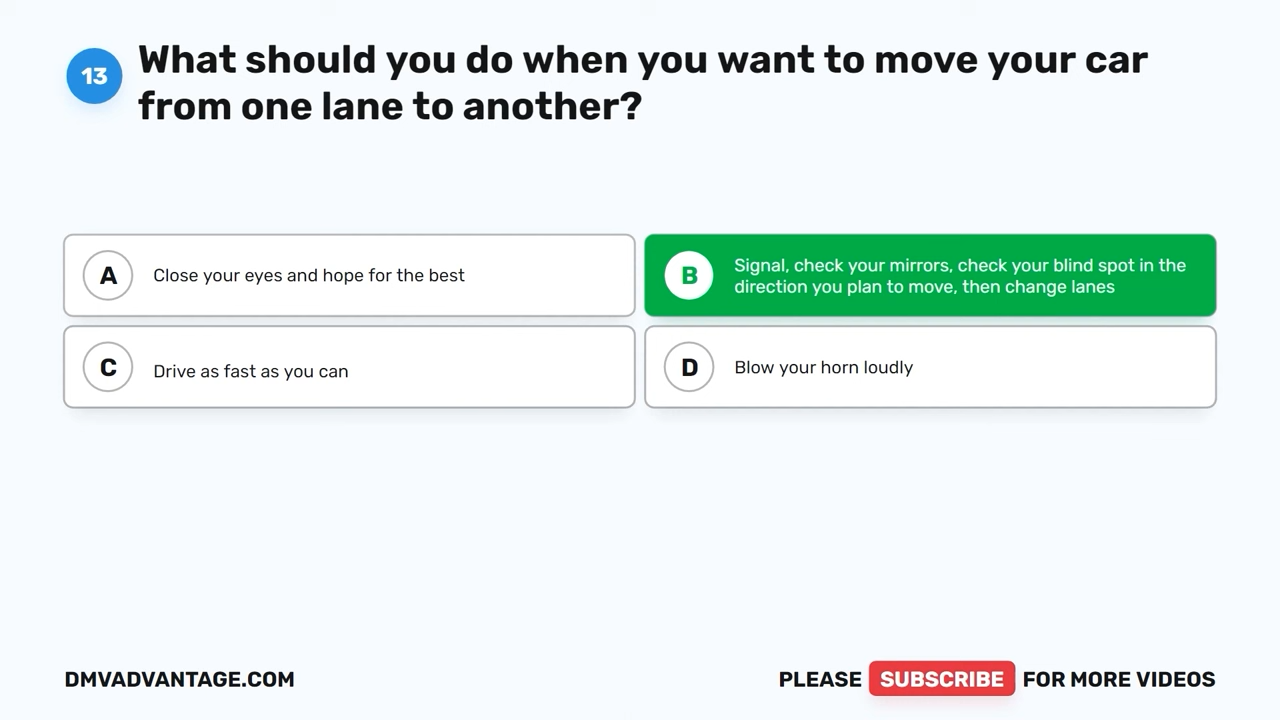 13
What should you do when you want to move your car
from one lane to another?
A
Close your eyes and hope for the best
B
Signal, check your mirrors, check your blind spot in the
direction you plan to move, then change lanes
C
Drive as fast as you can
D
Blow your horn loudly
DMVADVANTAGE.COM
PLEASE SUBSCRIBE FOR MORE VIDEOS